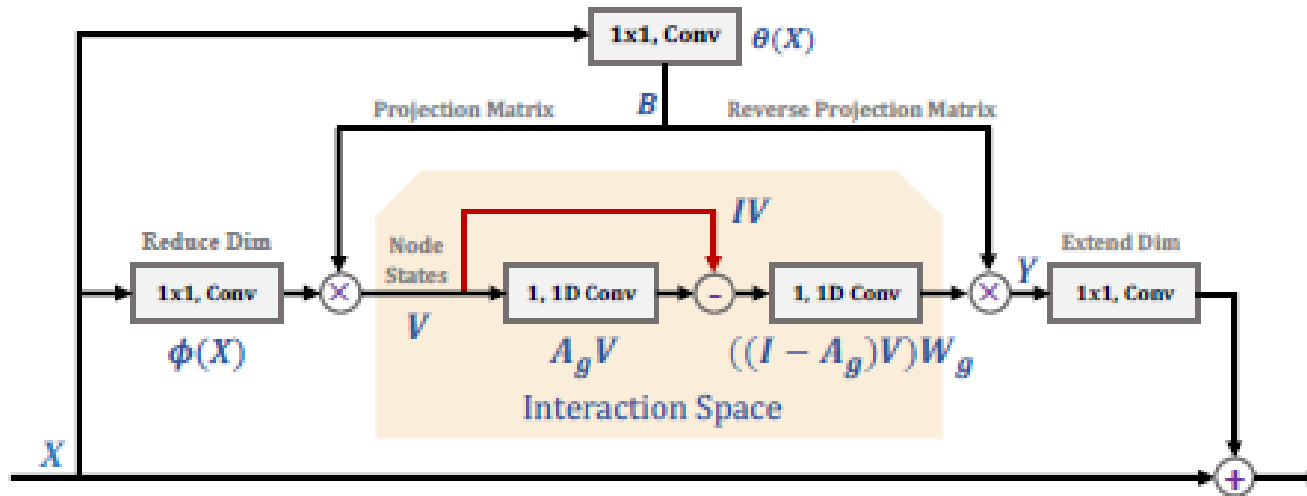 1x1, Conv
θ(X)
Projection Matrix
B
Reverse Projection Matrix
IV
Reduce Dim
Node
States
Extend Dim
1x1, Conv
×
1, 1D Conv
-
1, 1D Conv
×
Y
1x1, Conv
ϕ(X)
V
A_gV
((I − A_g)V)W_g
Interaction Space
X
+